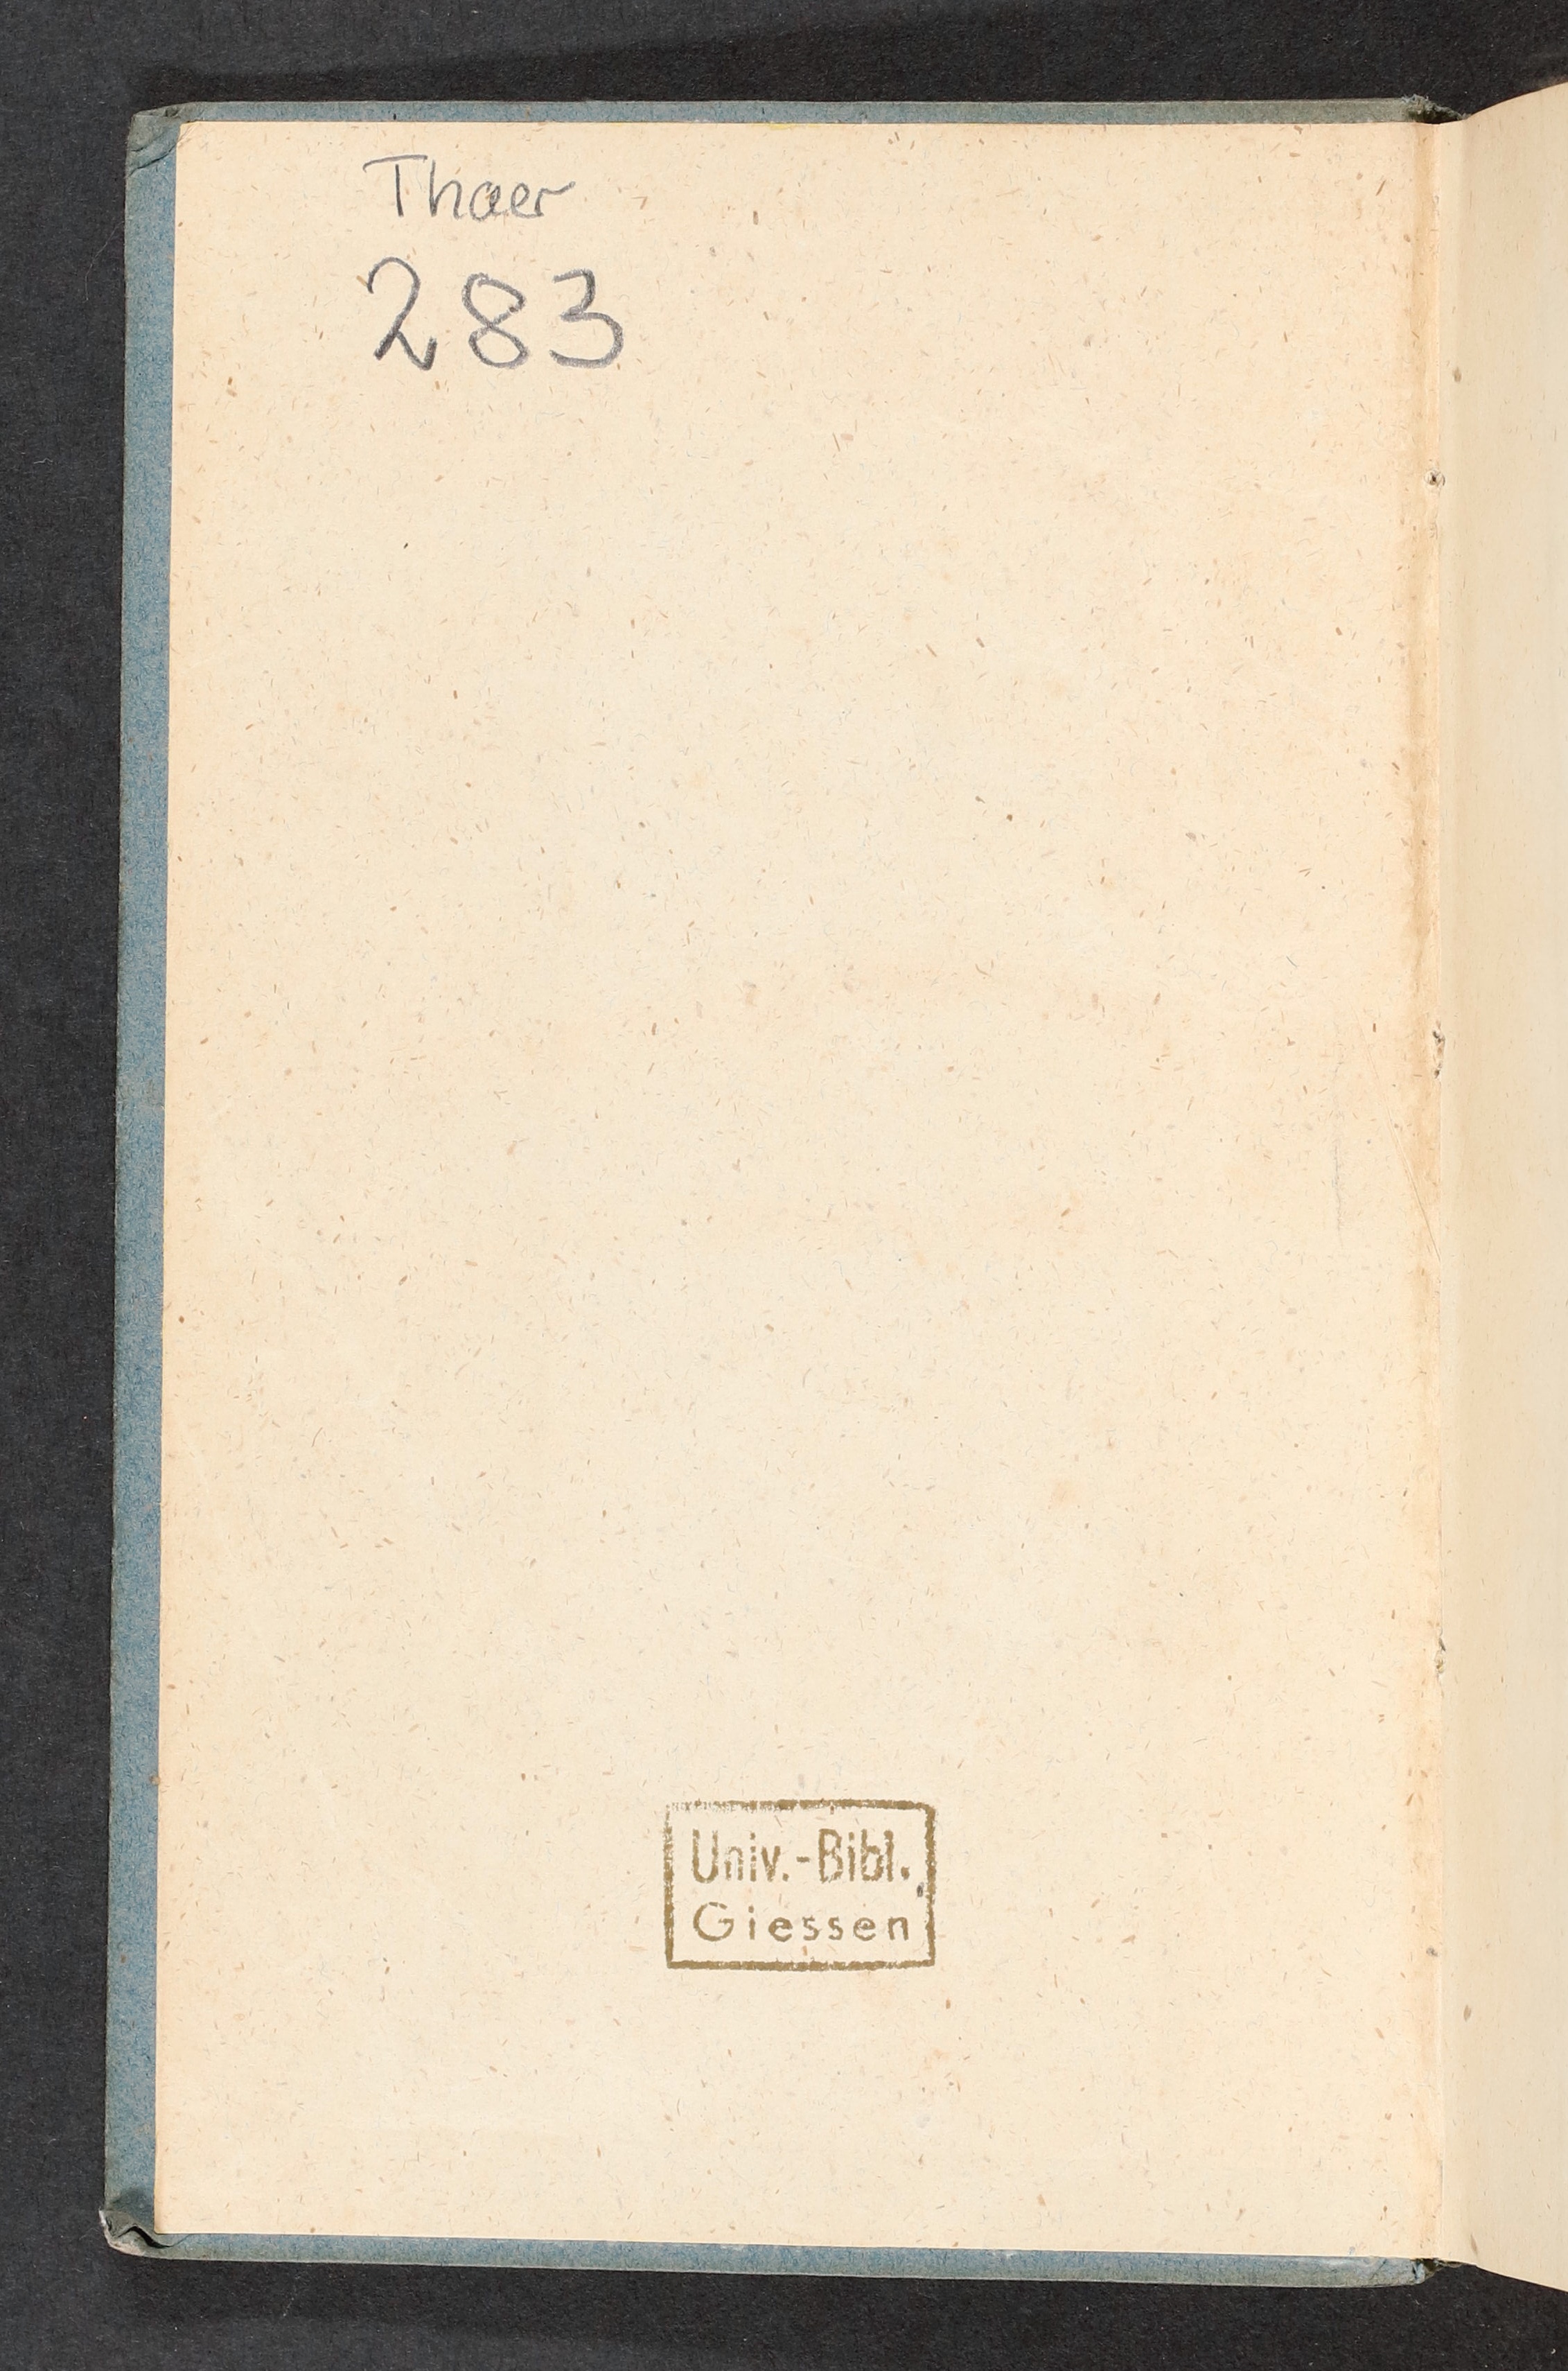 Thaer
283
Univ.-Bibl.
Giessen